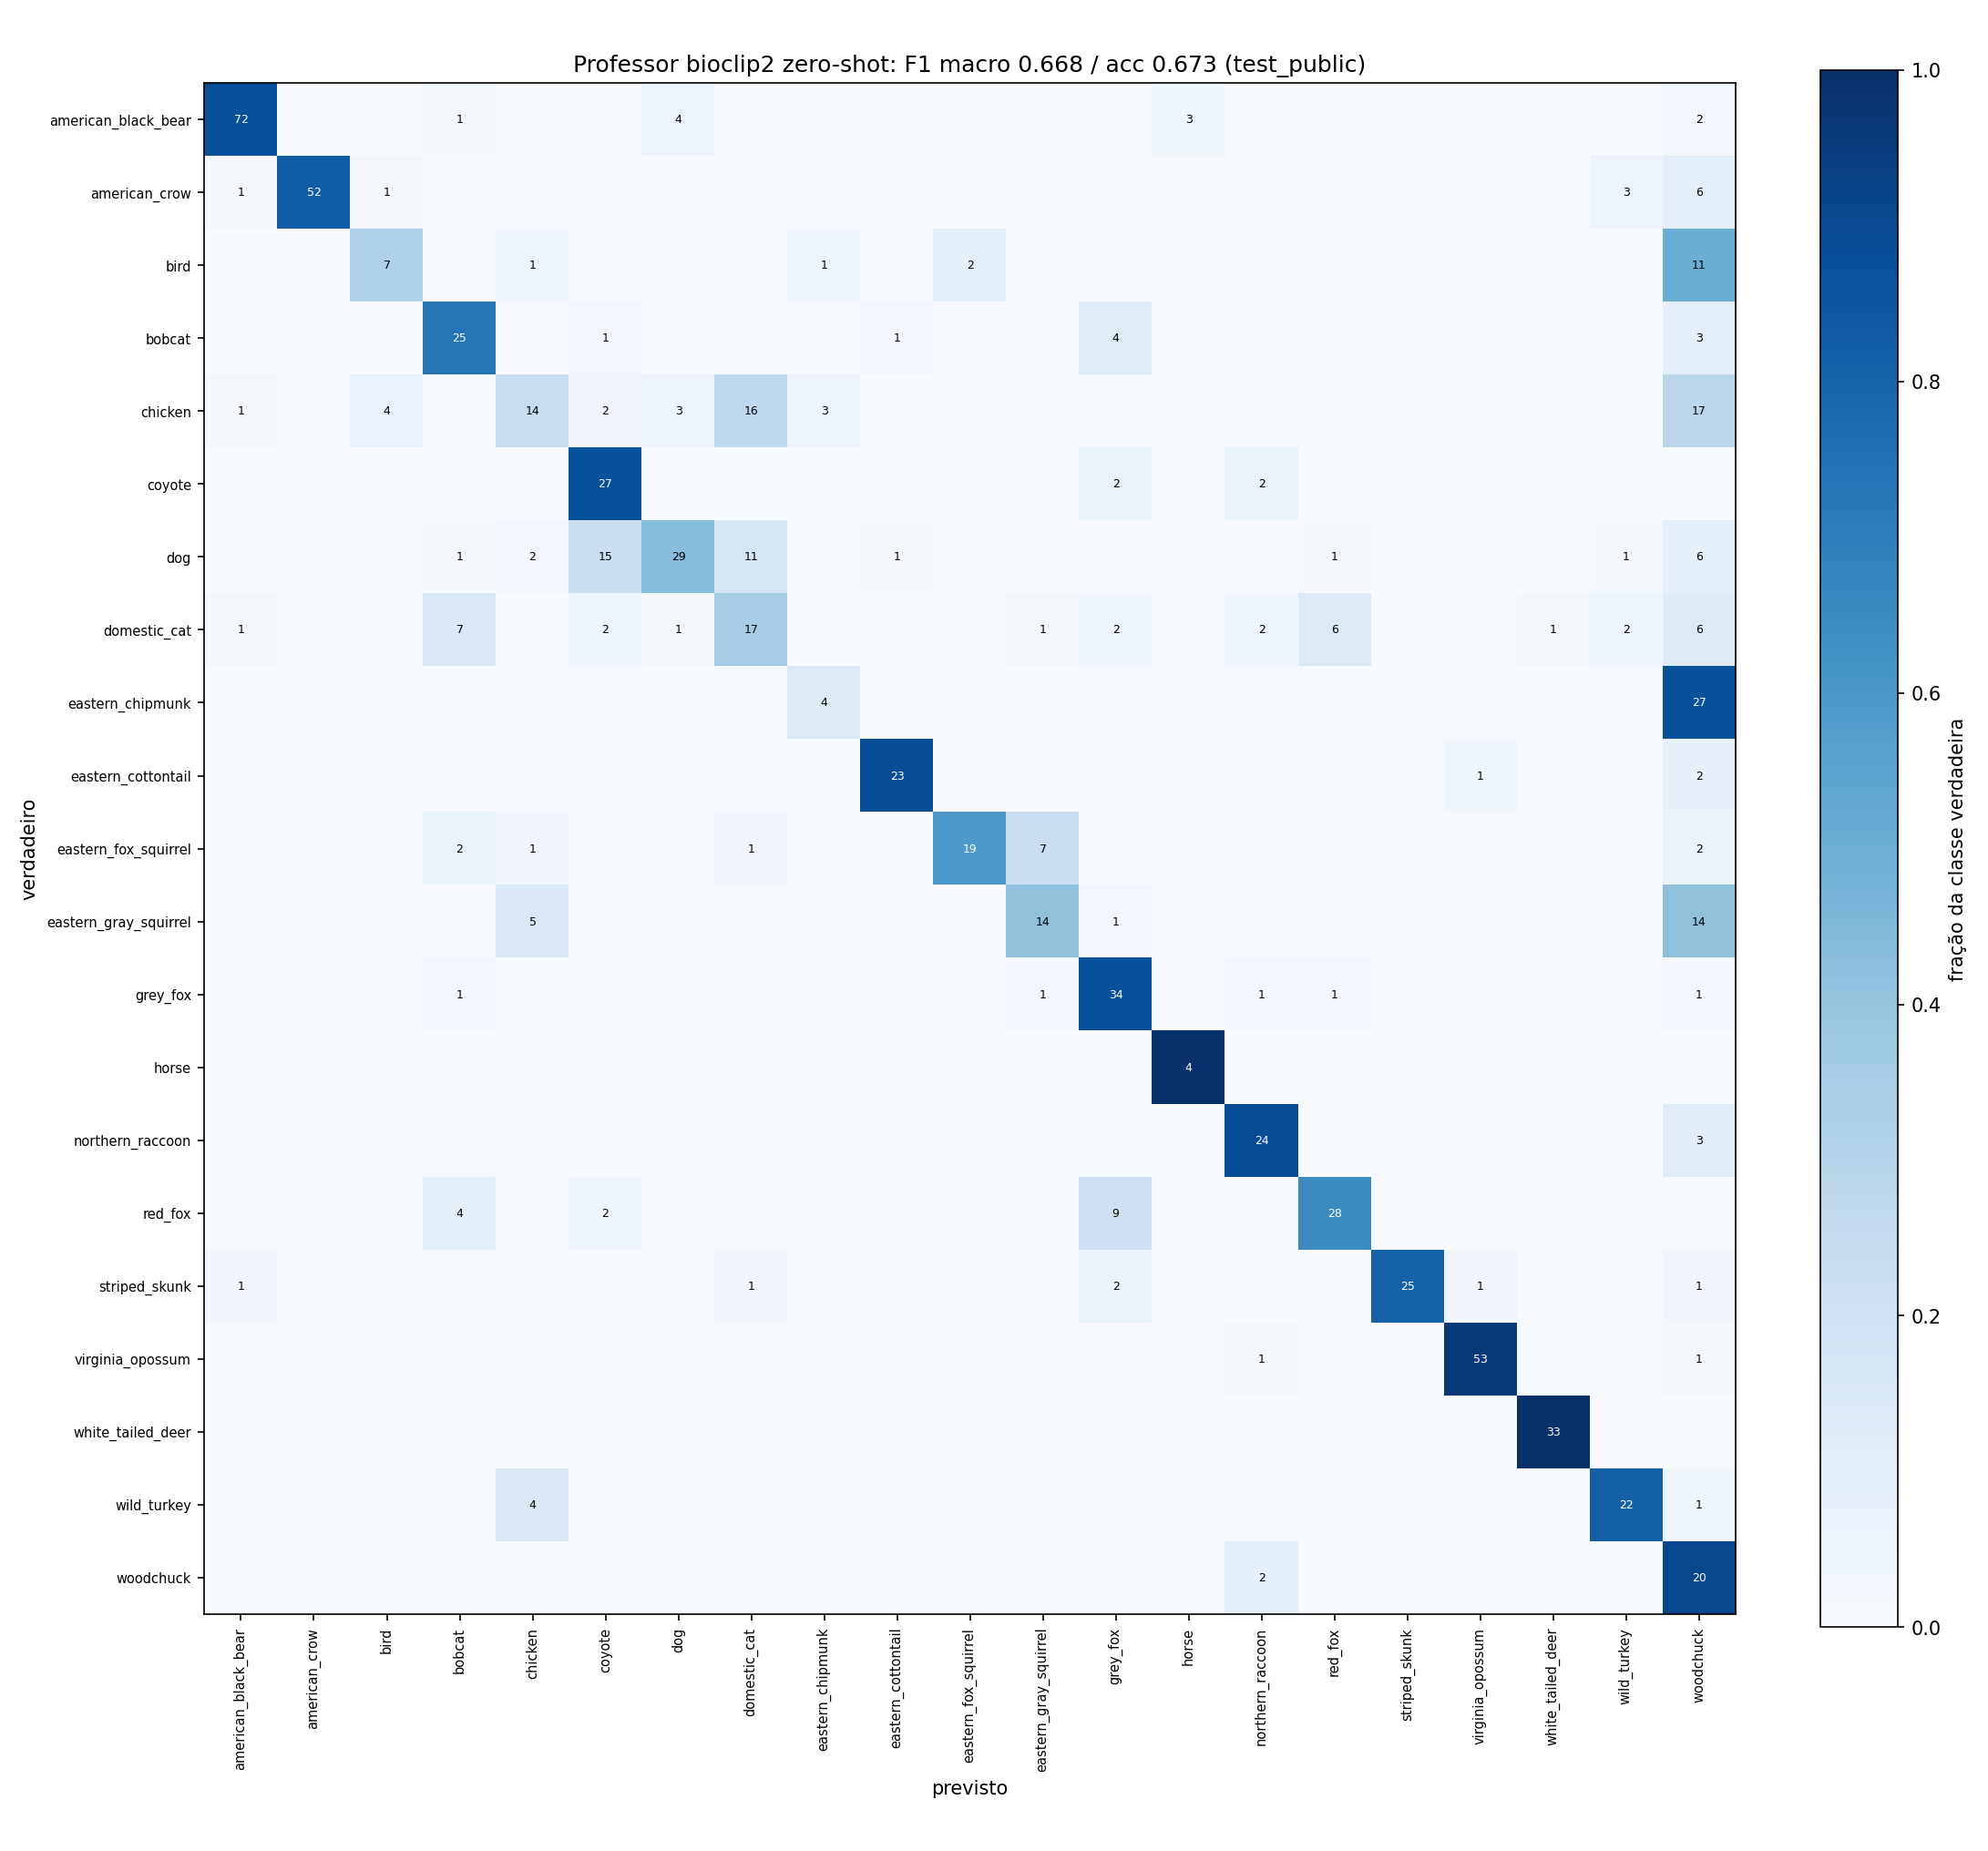 Professor bioclip2 zero-shot: F1 macro 0.668 / acc 0.673 (test_public)
american_black_bear 72 1 4 3 2
american_crow 1 52 1 3 6
bird 7 1 1 2 11
bobcat 25 1 1 4 3
chicken 1 4 14 2 3 16 3 17
coyote 27 2 2
dog 1 2 15 29 11 1 1 1 6
domestic_cat 1 7 2 1 17 1 2 2 6 1 2 6
eastern_chipmunk 4 27
eastern_cottontail 23 1 2
eastern_fox_squirrel 2 1 1 19 7 2
eastern_gray_squirrel 5 14 1 14
grey_fox 1 1 34 1 1 1
horse 4
northern_raccoon 24 3
red_fox 4 2 9 28
striped_skunk 1 1 2 25 1 1
virginia_opossum 1 53 1
white_tailed_deer 33
wild_turkey 4 22 1
woodchuck 2 20
verdadeiro
american_black_bear
american_crow
bird
bobcat
chicken
coyote
dog
domestic_cat
eastern_chipmunk
eastern_cottontail
eastern_fox_squirrel
eastern_gray_squirrel
grey_fox
horse
northern_raccoon
red_fox
striped_skunk
virginia_opossum
white_tailed_deer
wild_turkey
woodchuck
previsto
1.0
0.8
0.6
0.4
0.2
0.0
fração da classe verdadeira